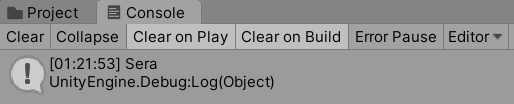 Project Console
Clear Collapse Clear on Play Clear on Build Error Pause Editor
[01:21:53] Sera
UnityEngine.Debug:Log(Object)